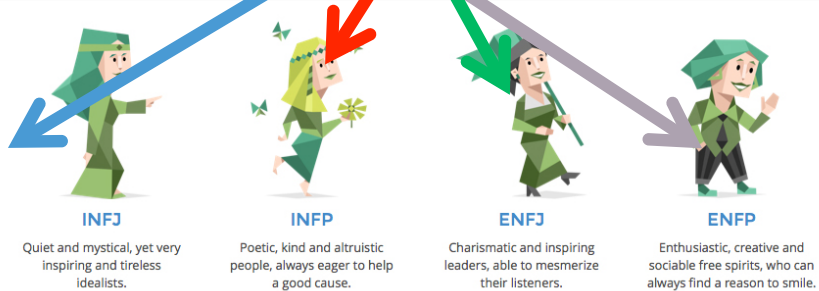 INFJ
Quiet and mystical, yet very
inspiring and tireless
idealists.
INFP
Poetic, kind and altruistic
people, always eager to help
a good cause.
ENFJ
Charismatic and inspiring
leaders, able to mesmerize
their listeners.
ENFP
Enthusiastic, creative and
sociable free spirits, who can
always find a reason to smile.